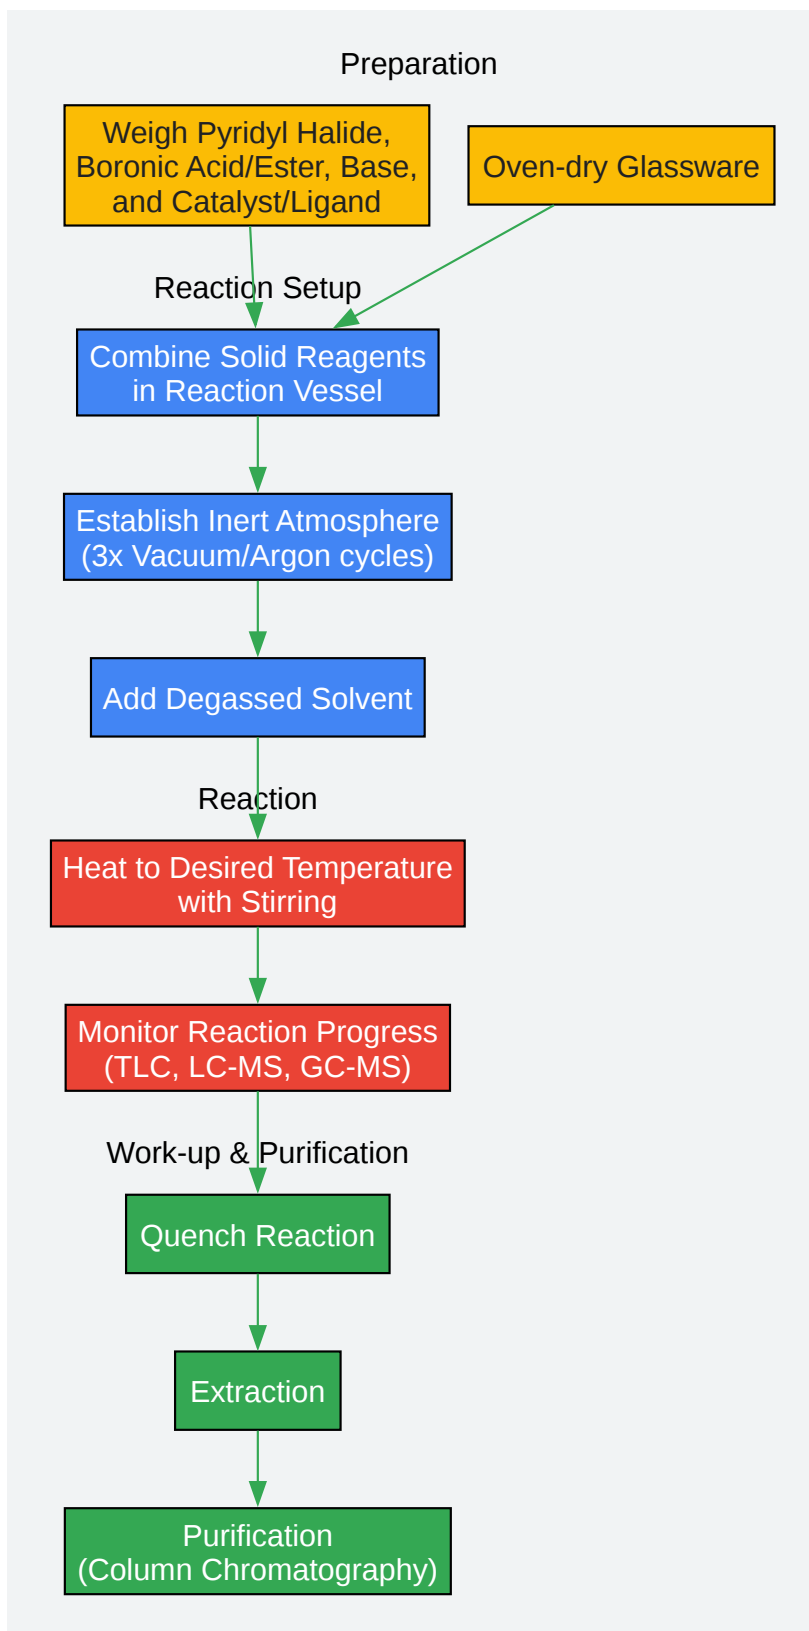 Preparation
Weigh Pyridyl Halide,
Boronic Acid/Ester, Base,
and Catalyst/Ligand
Oven-dry Glassware
Reaction Setup
Combine Solid Reagents
in Reaction Vessel
Establish Inert Atmosphere
(3x Vacuum/Argon cycles)
Add Degassed Solvent
Reaction
Heat to Desired Temperature
with Stirring
Monitor Reaction Progress
(TLC, LC-MS, GC-MS)
Work-up & Purification
Quench Reaction
Extraction
Purification
(Column Chromatography)